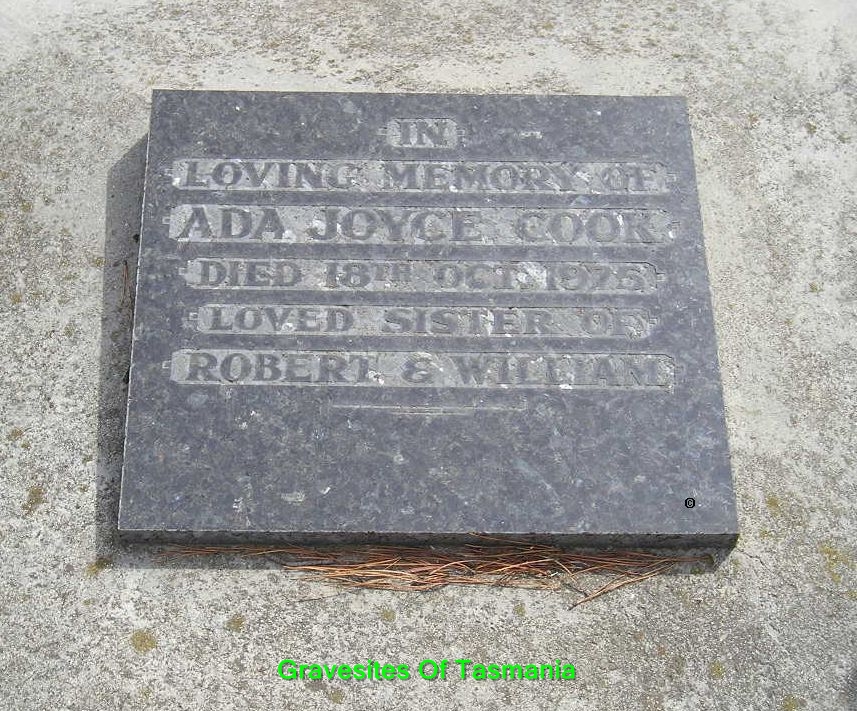 IN
LOVING MEMORY OF
ADA JOYCE COOK
DIED 18TH OCT. 1975
LOVED SISTER OF
ROBERT & WILLIAM
©
Gravesites Of Tasmania